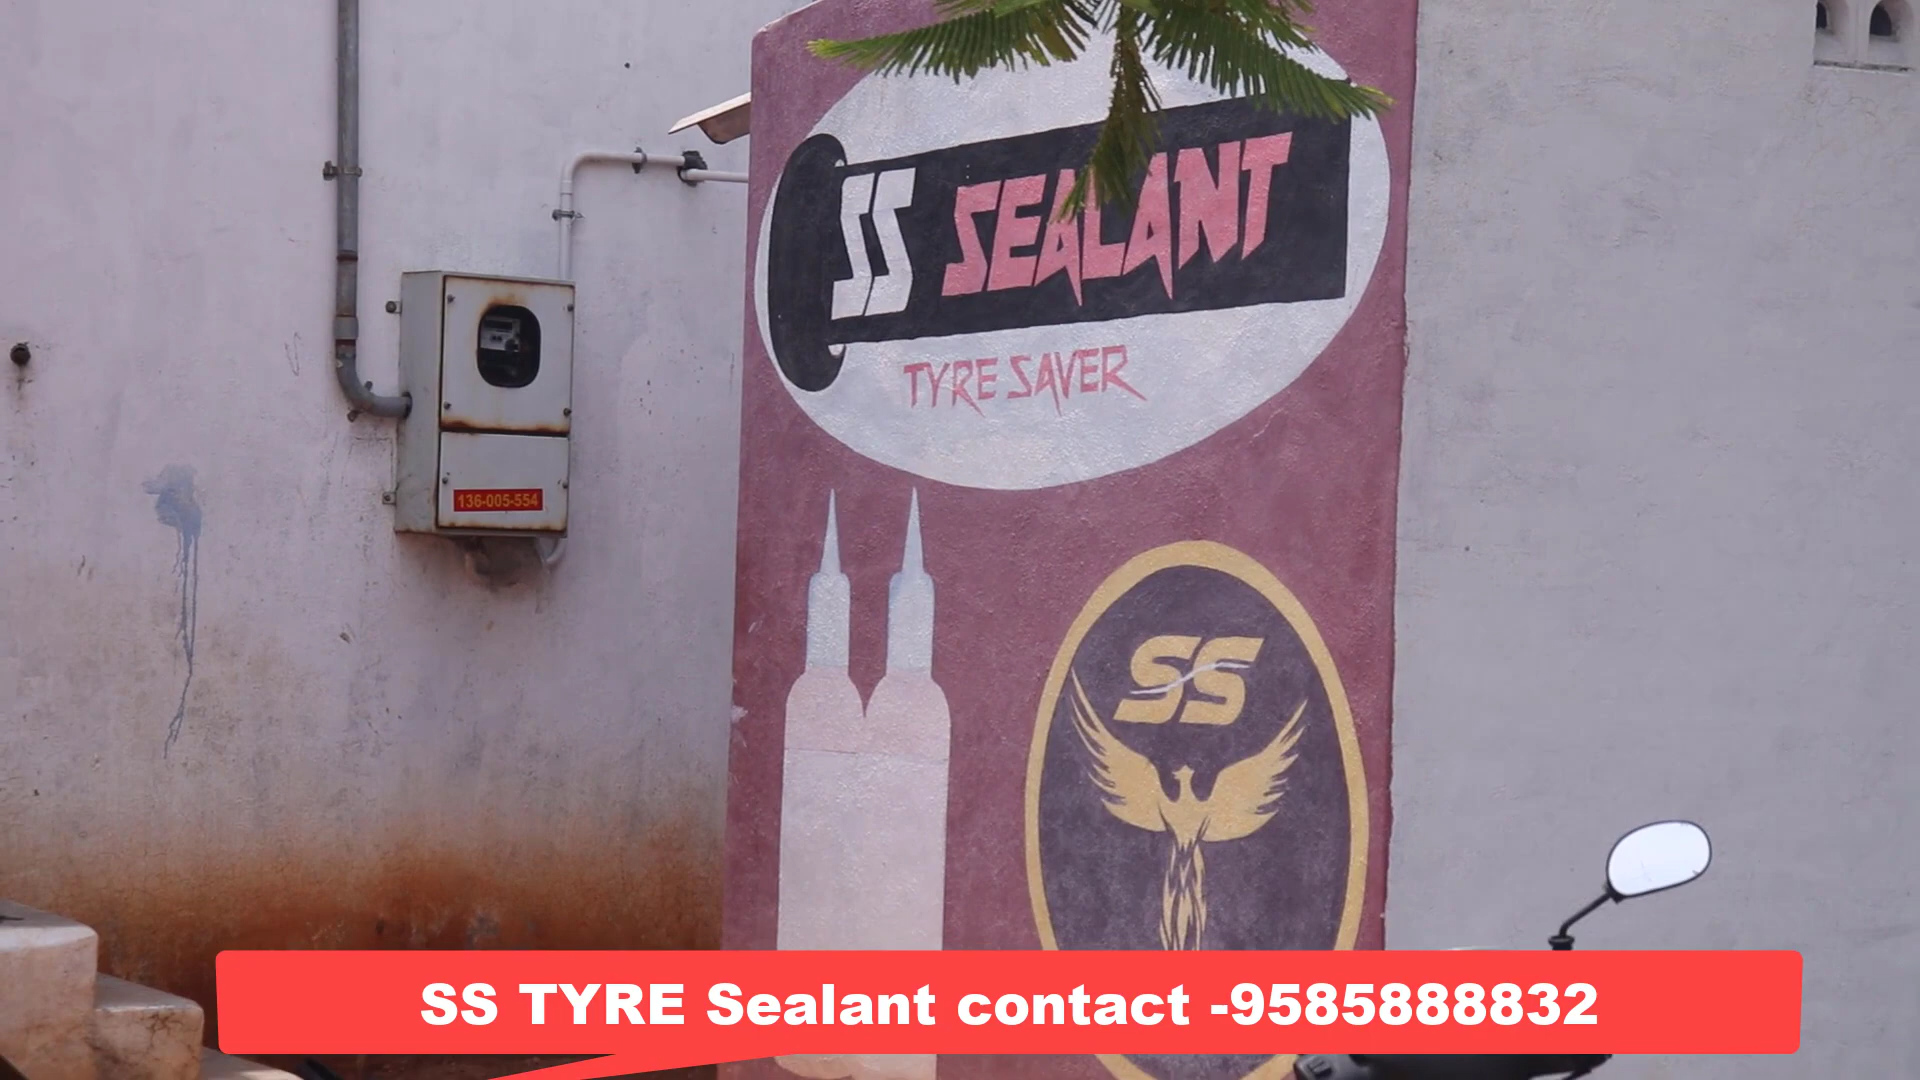 SS SEALANT
TYRE SAVER
136-005-554
SS
SS TYRE Sealant contact -9585888832